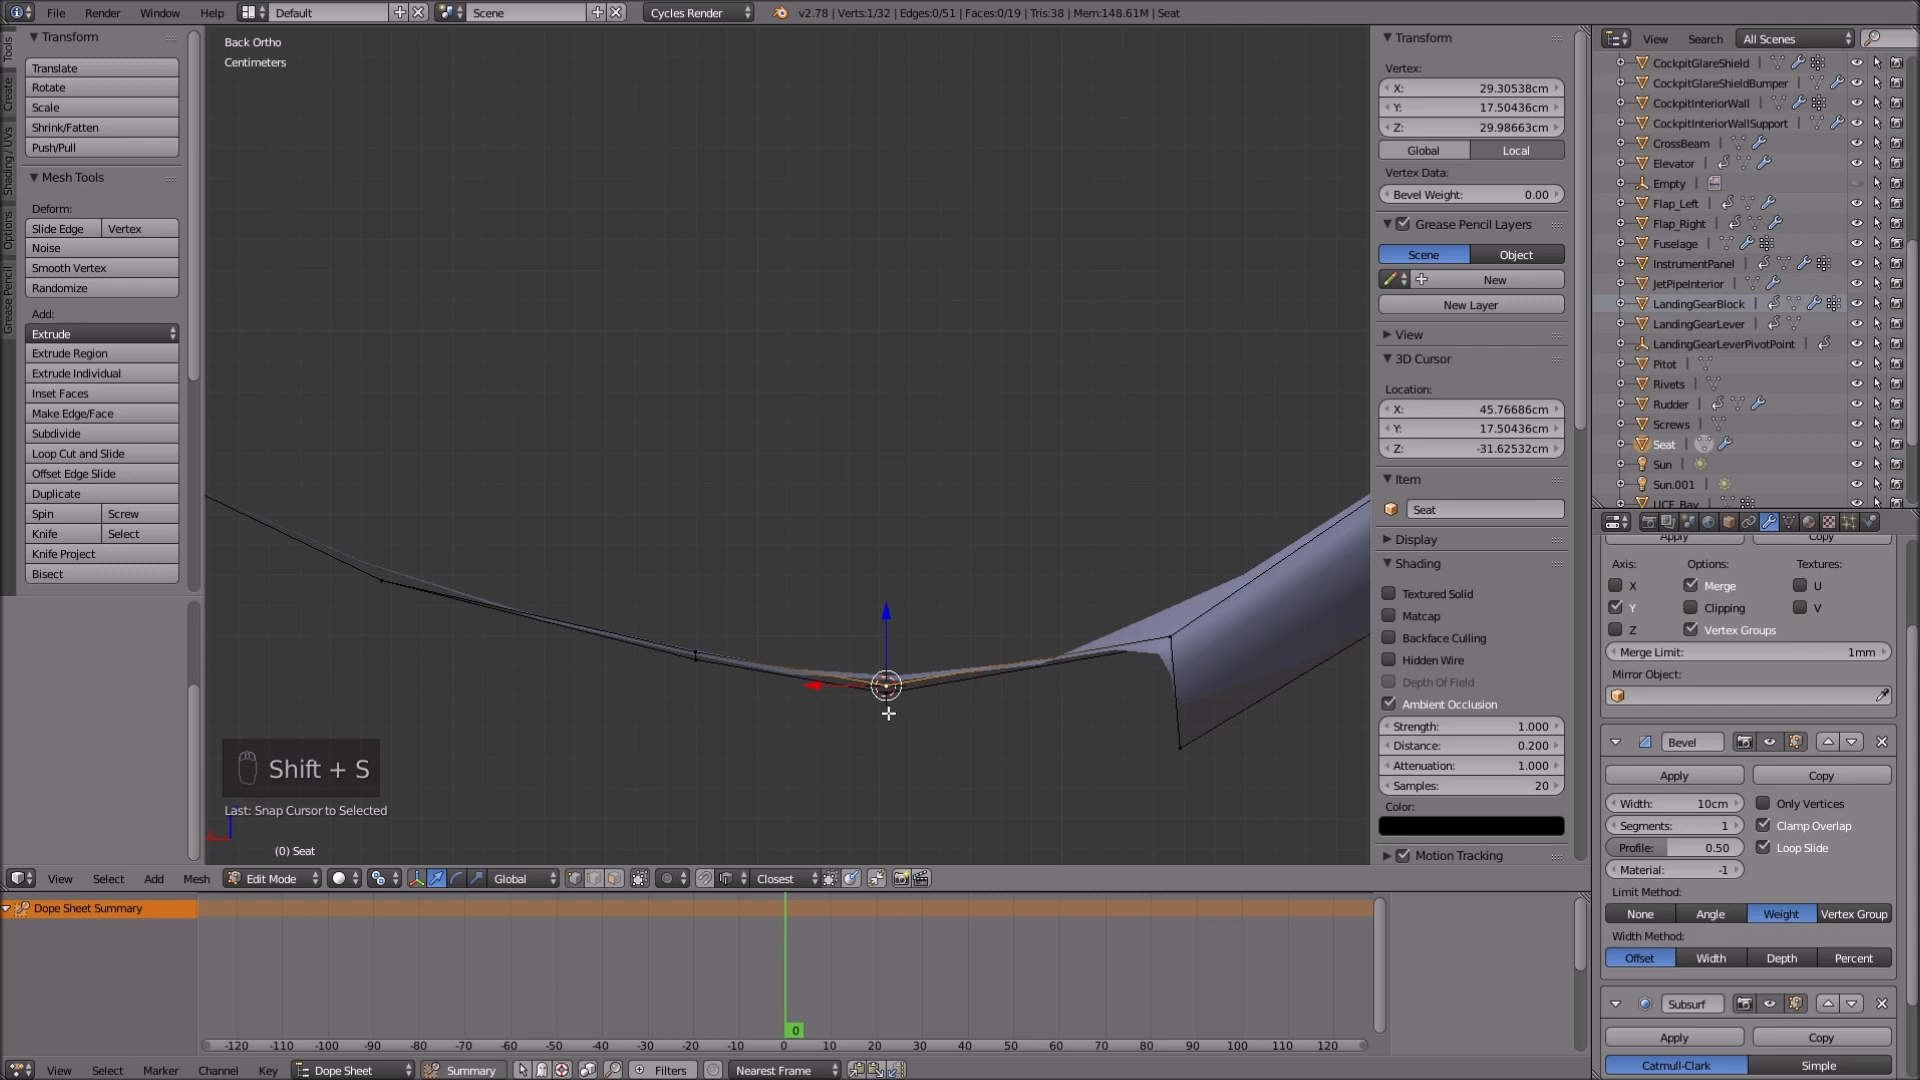 File Render Window Help Default Scene Cycles Render v2.78 | Verts:1/32 | Edges:0/51 | Faces:0/19 | Tris:38 | Mem:148.61M | Seat
Tools
Create
Shading / UVs
Options
Grease Pencil
Transform
Translate
Rotate
Scale
Shrink/Fatten
Push/Pull
Mesh Tools
Deform:
Slide Edge Vertex
Noise
Smooth Vertex
Randomize
Add:
Extrude
Extrude Region
Extrude Individual
Inset Faces
Make Edge/Face
Subdivide
Loop Cut and Slide
Offset Edge Slide
Duplicate
Spin Screw
Knife Select
Knife Project
Bisect
Back Ortho
Centimeters
Shift + S
Last: Snap Cursor to Selected
(0) Seat
Transform
Vertex:
X: 29.30538cm
Y: 17.50436cm
Z: 29.98663cm
Global Local
Vertex Data:
Bevel Weight: 0.00
Grease Pencil Layers
Scene Object
New
New Layer
View
3D Cursor
Location:
X: 45.76686cm
Y: 17.50436cm
Z: -31.62532cm
Item
Seat
Display
Shading
Textured Solid
Matcap
Backface Culling
Hidden Wire
Depth Of Field
Ambient Occlusion
Strength: 1.000
Distance: 0.200
Attenuation: 1.000
Samples: 20
Color:
Motion Tracking
View Search All Scenes
CockpitGlareShield
CockpitGlareShieldBumper
CockpitInteriorWall
CockpitInteriorWallSupport
CrossBeam
Elevator
Empty
Flap_Left
Flap_Right
Fuselage
InstrumentPanel
JetPipeInterior
LandingGearBlock
LandingGearLever
LandingGearLeverPivotPoint
Pitot
Rivets
Rudder
Screws
Seat
Sun
Sun.001
UCF_Bay
Apply Copy
Axis: Options: Textures:
X Merge U
Y Clipping V
Z Vertex Groups
Merge Limit: 1mm
Mirror Object:
Bevel
Apply Copy
Width: 10cm Only Vertices
Segments: 1 Clamp Overlap
Profile: 0.50 Loop Slide
Material: -1
Limit Method:
None Angle Weight Vertex Group
Width Method:
Offset Width Depth Percent
Subsurf
Apply Copy
Catmull-Clark Simple
View Select Add Mesh Edit Mode Global Closest
Dope Sheet Summary
0
-120 -110 -100 -90 -80 -70 -60 -50 -40 -30 -20 -10 0 10 20 30 40 50 60 70 80 90 100 110 120
View Select Marker Channel Key Dope Sheet Summary Filters Nearest Frame